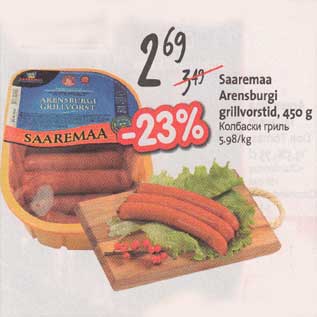 2 69
3,49
Saaremaa
Arensburgi
grillvorstid, 450 g
Колбаски гриль
5.98/kg
ARENSBURGI
GRILLVORST
SAAREMAA
-23%